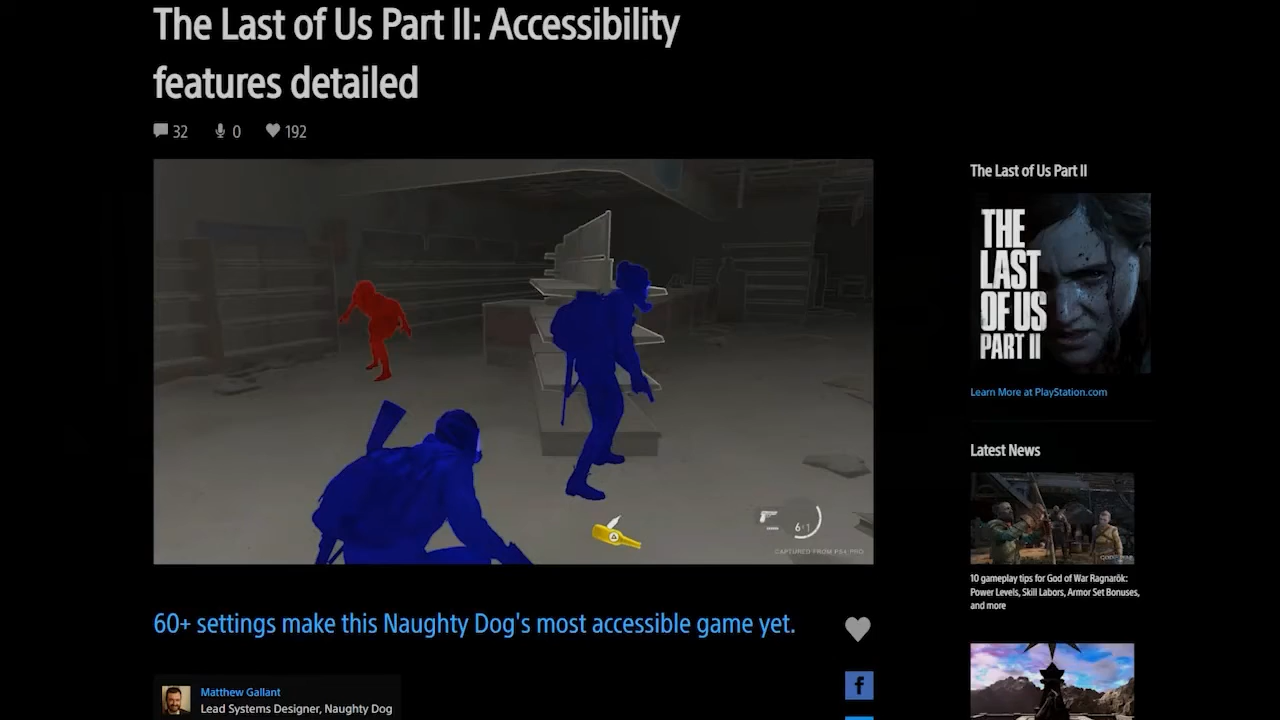 The Last of Us Part II: Accessibility
features detailed
32 0 192
6 1
CAPTURED FROM PS4 PRO
60+ settings make this Naughty Dog's most accessible game yet.
Matthew Gallant
Lead Systems Designer, Naughty Dog
The Last of Us Part II
THE
LAST
OF US
PART II
Learn More at PlayStation.com
Latest News
10 gameplay tips for God of War Ragnarök:
Power Levels, Skill Labors, Armor Set Bonuses,
and more
f